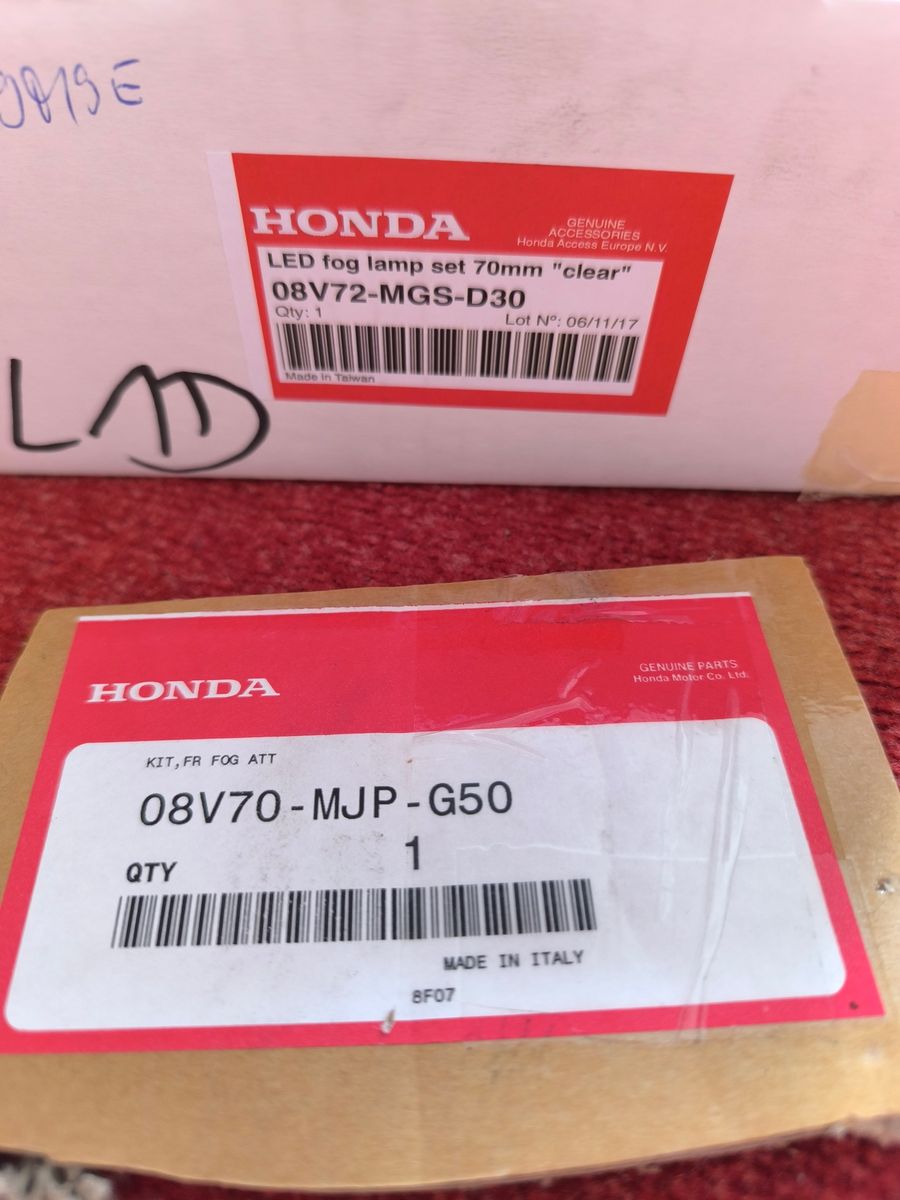 HONDA
GENUINE
ACCESSORIES
Honda Access Europe N.V.
LED fog lamp set 70mm "clear"
08V72-MGS-D30
Qty: 1
Lot Nº: 06/11/17
Made in Taiwan
HONDA
GENUINE PARTS
Honda Motor Co. Ltd.
KIT,FR FOG ATT
08V70-MJP-G50
QTY 1
MADE IN ITALY
8F07